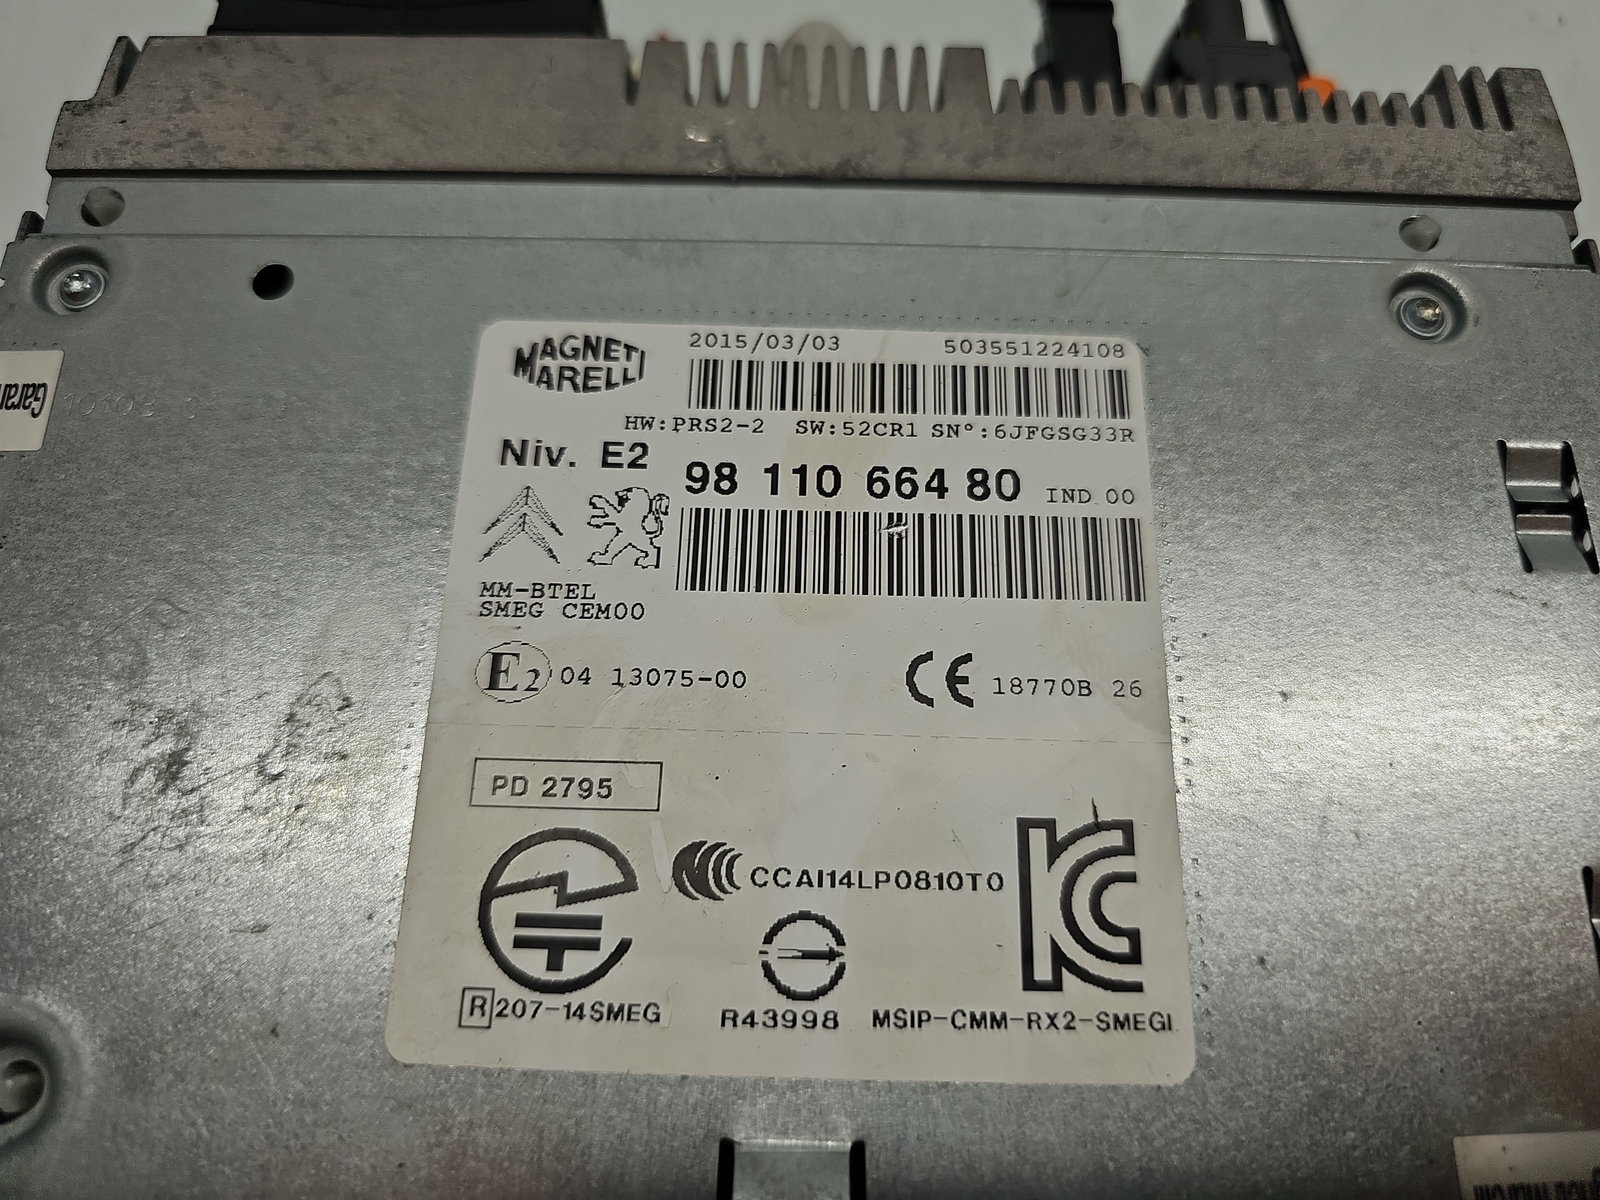 MAGNETI
MARELLI
2015/03/03 503551224108
HW:PRS2-2 SW:52CR1 SN°:6JFGSG33R
Niv. E2
98 110 664 80 IND 00
MM-BTEL
SMEG CEM00
E2 04 13075-00
CE 18770B 26
PD 2795
CCAI14LP0810T0
R 207-14SMEG
R43998
MSIP-CMM-RX2-SMEGI
Garan